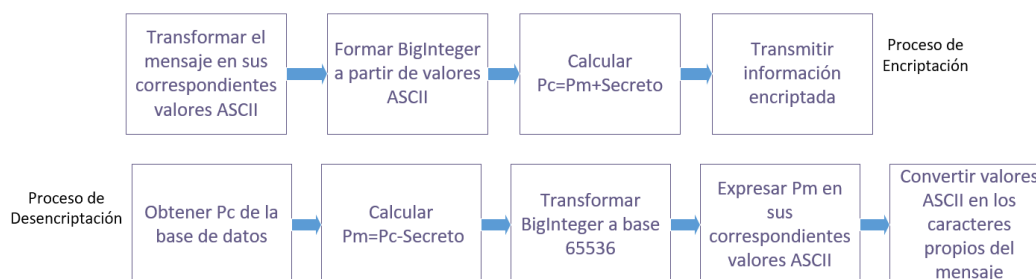 Transformar el
mensaje en sus
correspondientes
valores ASCII
Formar BigInteger
a partir de valores
ASCII
Calcular
Pc=Pm+Secreto
Transmitir
información
encriptada
Proceso de
Encriptación
Proceso de
Desencriptación
Obtener Pc de la
base de datos
Calcular
Pm=Pc-Secreto
Transformar
BigInteger a base
65536
Expresar Pm en
sus
correspondientes
valores ASCII
Convertir valores
ASCII en los
caracteres
propios del
mensaje